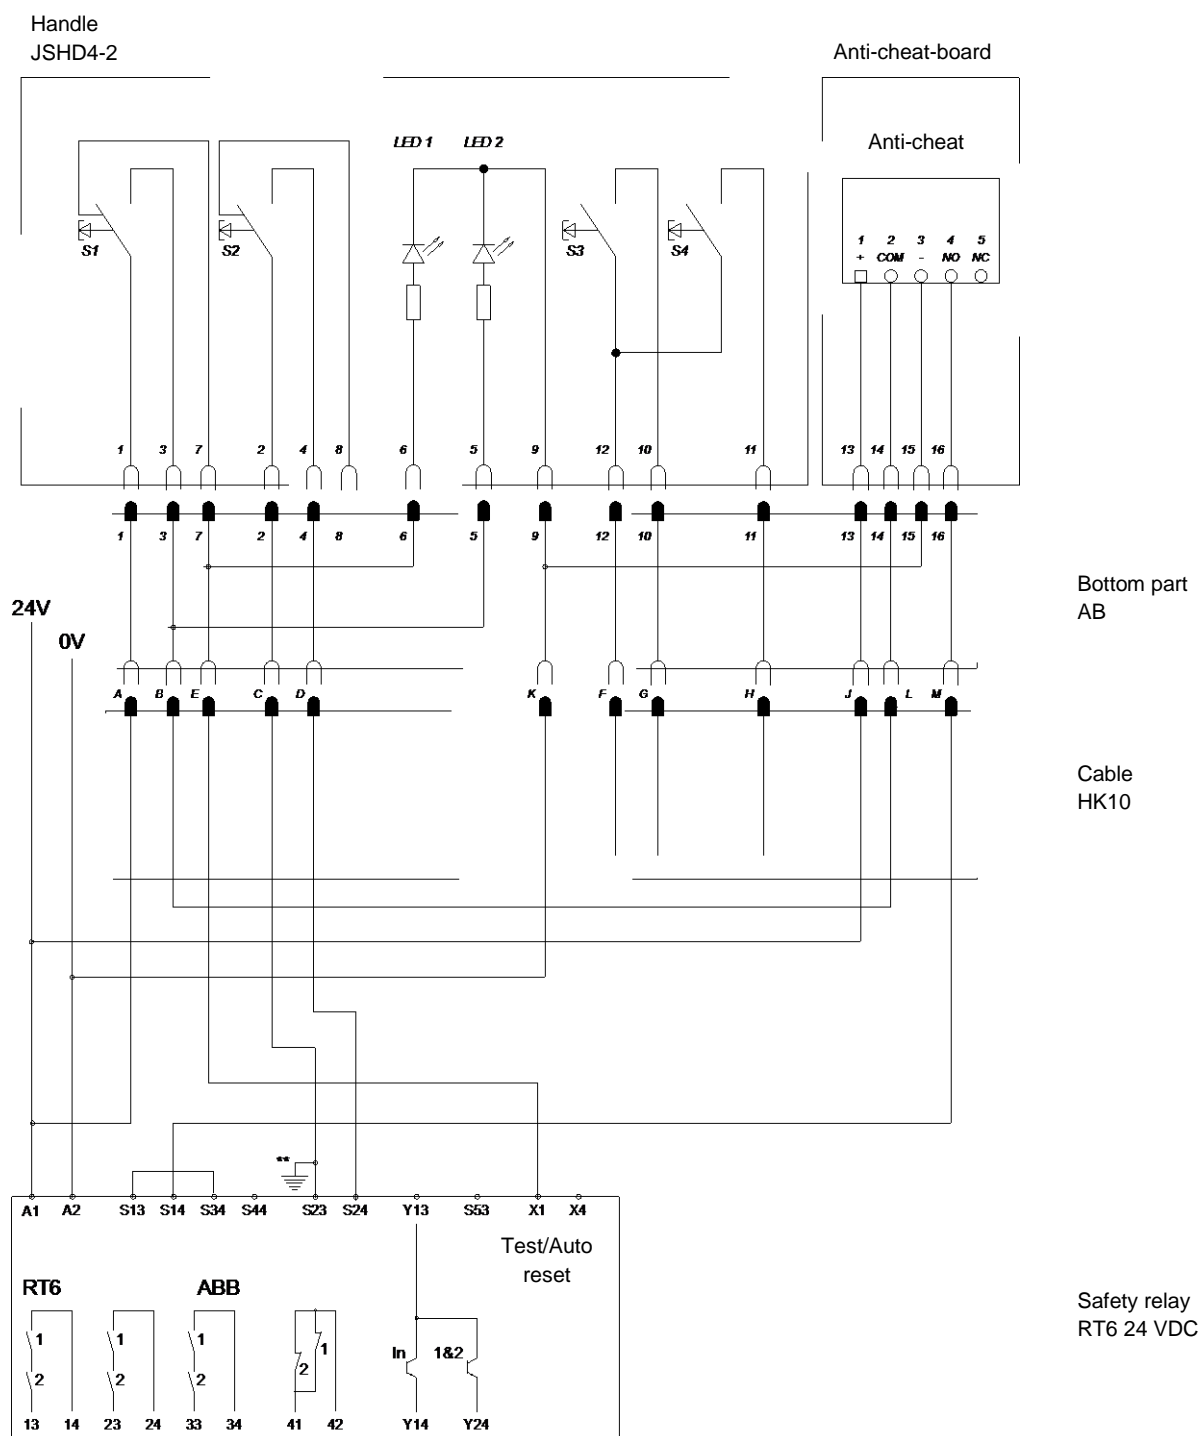 Handle
JSHD4-2
Anti-cheat-board
LED 1 LED 2
Anti-cheat
S1 S2 S3 S4
1 2 3 4 5
+ COM - NO NC
1 3 7 2 4 8 6 5 9 12 10 11 13 14 15 16
1 3 7 2 4 8 6 5 9 12 10 11 13 14 15 16
Bottom part
AB
24V
0V
A B E C D K F G H J L M
Cable
HK10
**
A1 A2 S13 S14 S34 S44 S23 S24 Y13 S53 X1 X4
Test/Auto
reset
RT6 ABB
Safety relay
RT6 24 VDC
1 1 1 1 In 1&2
2 2 2 2
13 14 23 24 33 34 41 42 Y14 Y24